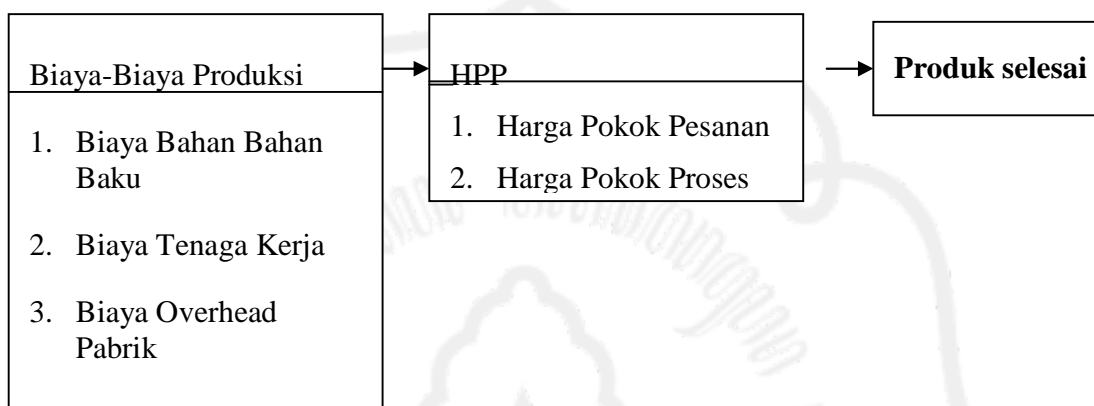 Biaya-Biaya Produksi
1. Biaya Bahan Bahan
Baku
2. Biaya Tenaga Kerja
3. Biaya Overhead
Pabrik
HPP
1. Harga Pokok Pesanan
2. Harga Pokok Proses
Produk selesai